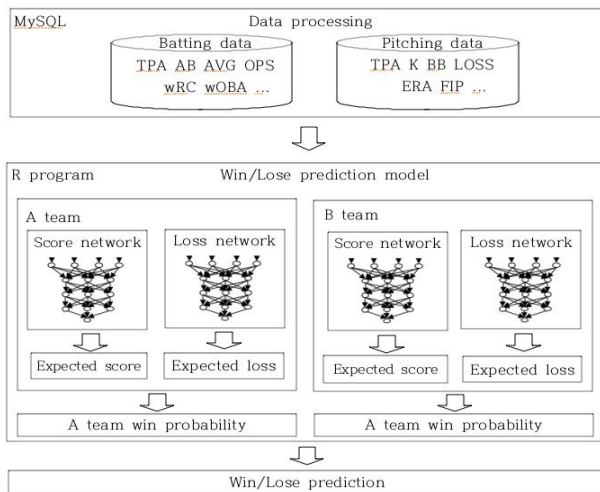 MySQL Data processing
Batting data
TPA AB AVG OPS
wRC wOBA ...
Pitching data
TPA K BB LOSS
ERA FIP ...
R program Win/Lose prediction model
A team
Score network
Loss network
Expected score
Expected loss
A team win probability
B team
Score network
Loss network
Expected score
Expected loss
A team win probability
Win/Lose prediction